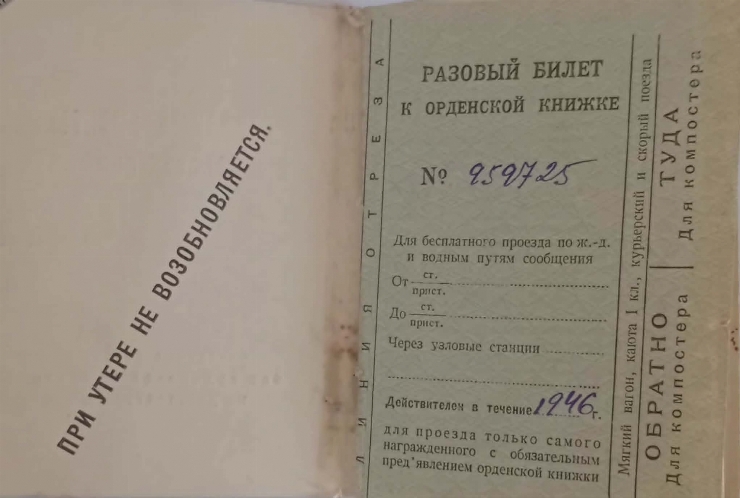 ПРИ УТЕРЕ НЕ ВОЗОБНОВЛЯЕТСЯ.
ЛИНИЯ ОТРЕЗА
РАЗОВЫЙ БИЛЕТ
К ОРДЕНСКОЙ КНИЖКЕ
№ 959725
Для бесплатного проезда по ж.-д.
и водным путям сообщения
От ст.
прист.
До ст.
прист.
Через узловые станции
Действителен в течение 1946 г.
для проезда только самого
награжденного с обязательным
пред'явлением орденской книжки
Мягкий вагон, каюта 1 кл., курьерский и скорый поезда
ОБРАТНО
Для компостера
ТУДА
Для компостера